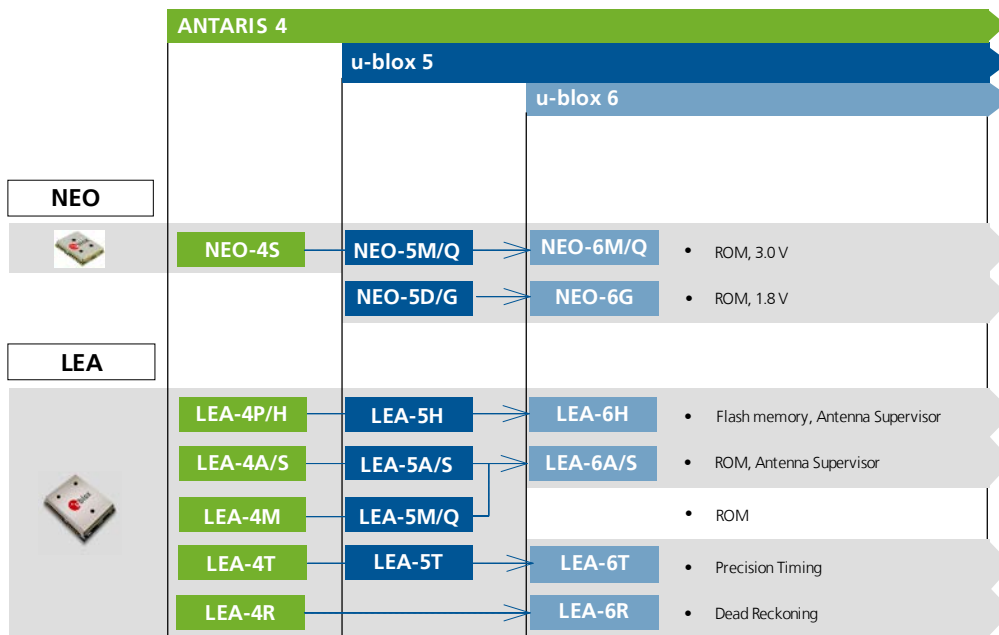 ANTARIS 4
u-blox 5
u-blox 6
NEO
NEO-4S NEO-5M/Q NEO-6M/Q • ROM, 3.0 V
NEO-5D/G NEO-6G • ROM, 1.8 V
LEA
LEA-4P/H LEA-5H LEA-6H • Flash memory, Antenna Supervisor
LEA-4A/S LEA-5A/S LEA-6A/S • ROM, Antenna Supervisor
LEA-4M LEA-5M/Q • ROM
LEA-4T LEA-5T LEA-6T • Precision Timing
LEA-4R LEA-6R • Dead Reckoning